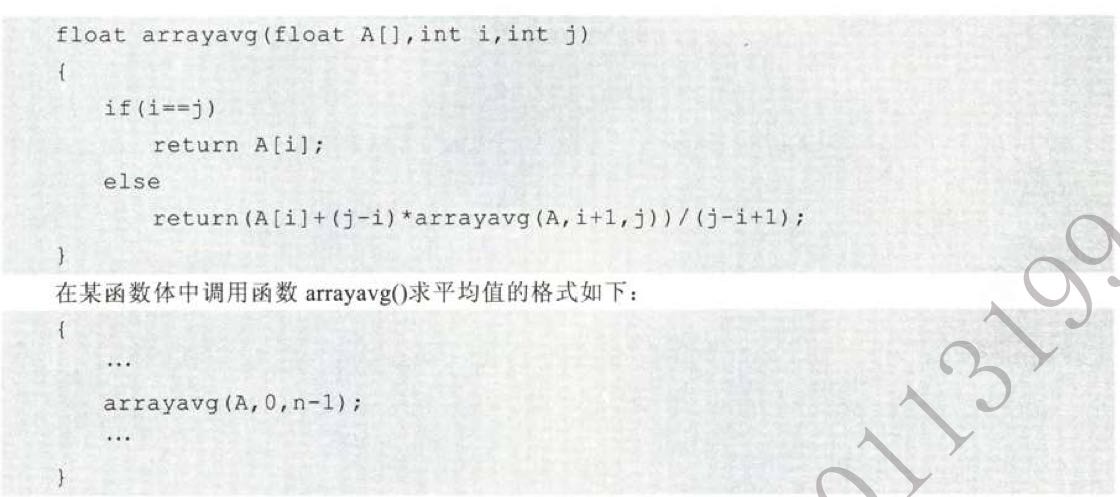 float arrayavg(float A[],int i,int j)
{
if(i==j)
return A[i];
else
return(A[i]+(j-i)*arrayavg(A,i+1,j))/(j-i+1);
}
在某函数体中调用函数 arrayavg()求平均值的格式如下：
{
…
arrayavg(A,0,n-1);
…
}
0113199